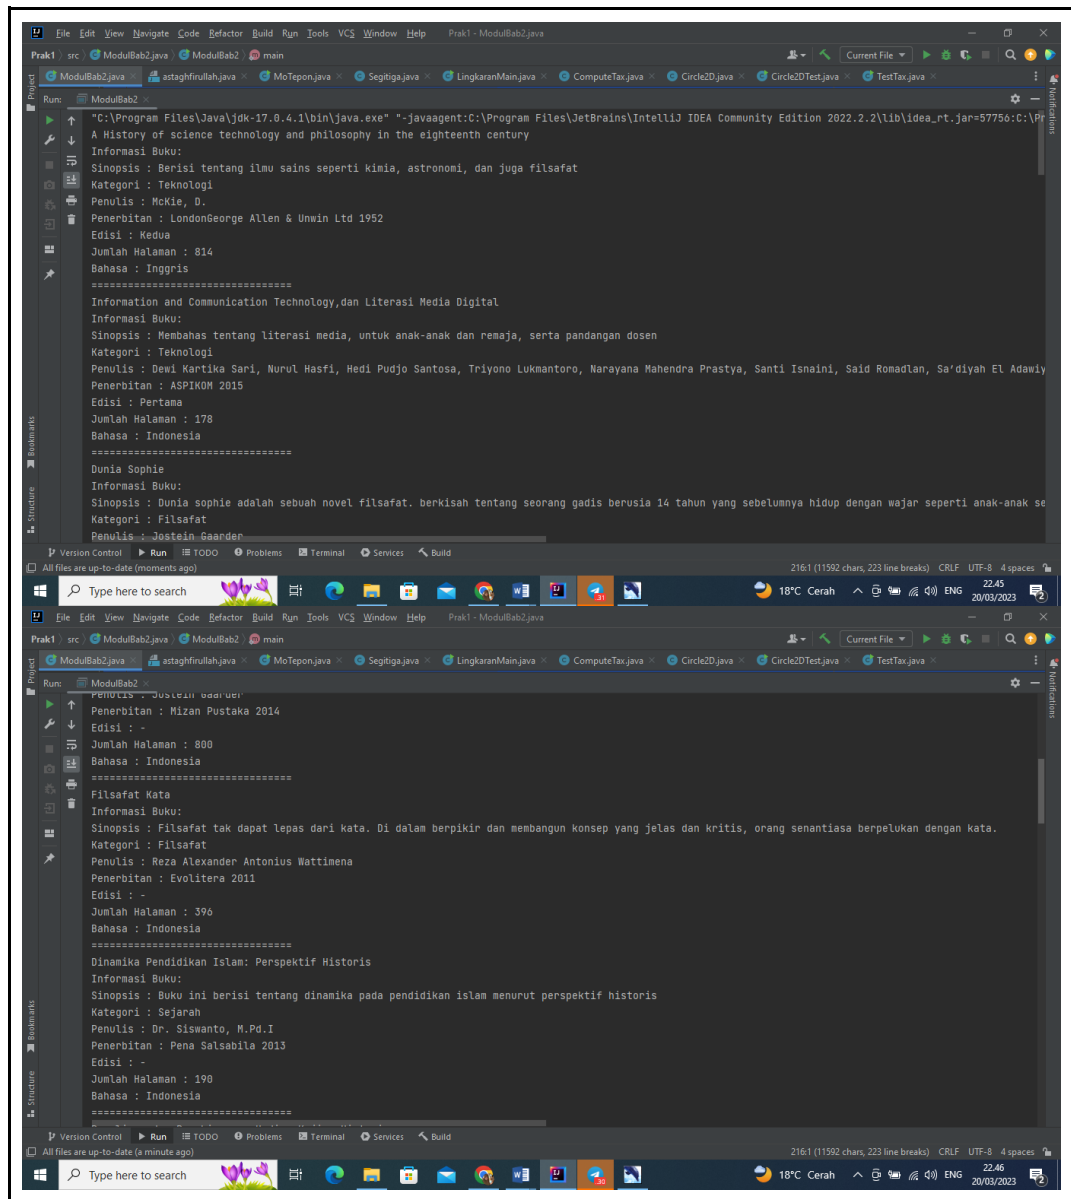 File Edit View Navigate Code Refactor Build Run Tools VCS Window Help Prak1 - ModulBab2.java
Prak1 src ModulBab2.java ModulBab2 main Current File
ModulBab2.java astaghfirullah.java MoTepon.java Segitiga.java LingkaranMain.java ComputeTax.java Circle2D.java Circle2DTest.java TestTax.java
Project
Notifications
Run: ModulBab2
"C:\Program Files\Java\jdk-17.0.4.1\bin\java.exe" "-javaagent:C:\Program Files\JetBrains\IntelliJ IDEA Community Edition 2022.2.2\lib\idea_rt.jar=57756:C:\Pr
A History of science technology and philosophy in the eighteenth century
Informasi Buku:
Sinopsis : Berisi tentang ilmu sains seperti kimia, astronomi, dan juga filsafat
Kategori : Teknologi
Penulis : McKie, D.
Penerbitan : LondonGeorge Allen & Unwin Ltd 1952
Edisi : Kedua
Jumlah Halaman : 814
Bahasa : Inggris
=================================
Information and Communication Technology,dan Literasi Media Digital
Informasi Buku:
Sinopsis : Membahas tentang literasi media, untuk anak-anak dan remaja, serta pandangan dosen
Kategori : Teknologi
Penulis : Dewi Kartika Sari, Nurul Hasfi, Hedi Pudjo Santosa, Triyono Lukmantoro, Narayana Mahendra Prastya, Santi Isnaini, Said Romadlan, Sa'diyah El Adawiy
Penerbitan : ASPIKOM 2015
Edisi : Pertama
Jumlah Halaman : 178
Bahasa : Indonesia
=================================
Dunia Sophie
Informasi Buku:
Sinopsis : Dunia sophie adalah sebuah novel filsafat. berkisah tentang seorang gadis berusia 14 tahun yang sebelumnya hidup dengan wajar seperti anak-anak se
Kategori : Filsafat
Penulis : Jostein Gaarder
Bookmarks
Structure
Version Control Run TODO Problems Terminal Services Build
All files are up-to-date (moments ago) 216:1 (11592 chars, 223 line breaks) CRLF UTF-8 4 spaces
Type here to search 31 18°C Cerah ENG 22.45
20/03/2023 2
File Edit View Navigate Code Refactor Build Run Tools VCS Window Help Prak1 - ModulBab2.java
Prak1 src ModulBab2.java ModulBab2 main Current File
ModulBab2.java astaghfirullah.java MoTepon.java Segitiga.java LingkaranMain.java ComputeTax.java Circle2D.java Circle2DTest.java TestTax.java
Project
Notifications
Run: ModulBab2
Penulis : Jostein Gaarder
Penerbitan : Mizan Pustaka 2014
Edisi : -
Jumlah Halaman : 800
Bahasa : Indonesia
=================================
Filsafat Kata
Informasi Buku:
Sinopsis : Filsafat tak dapat lepas dari kata. Di dalam berpikir dan membangun konsep yang jelas dan kritis, orang senantiasa berpelukan dengan kata.
Kategori : Filsafat
Penulis : Reza Alexander Antonius Wattimena
Penerbitan : Evolitera 2011
Edisi : -
Jumlah Halaman : 396
Bahasa : Indonesia
=================================
Dinamika Pendidikan Islam: Perspektif Historis
Informasi Buku:
Sinopsis : Buku ini berisi tentang dinamika pada pendidikan islam menurut perspektif historis
Kategori : Sejarah
Penulis : Dr. Siswanto, M.Pd.I
Penerbitan : Pena Salsabila 2013
Edisi : -
Jumlah Halaman : 190
Bahasa : Indonesia
=================================
Bookmarks
Structure
Version Control Run TODO Problems Terminal Services Build
All files are up-to-date (a minute ago) 216:1 (11592 chars, 223 line breaks) CRLF UTF-8 4 spaces
Type here to search 30 18°C Cerah ENG 22.46
20/03/2023 2